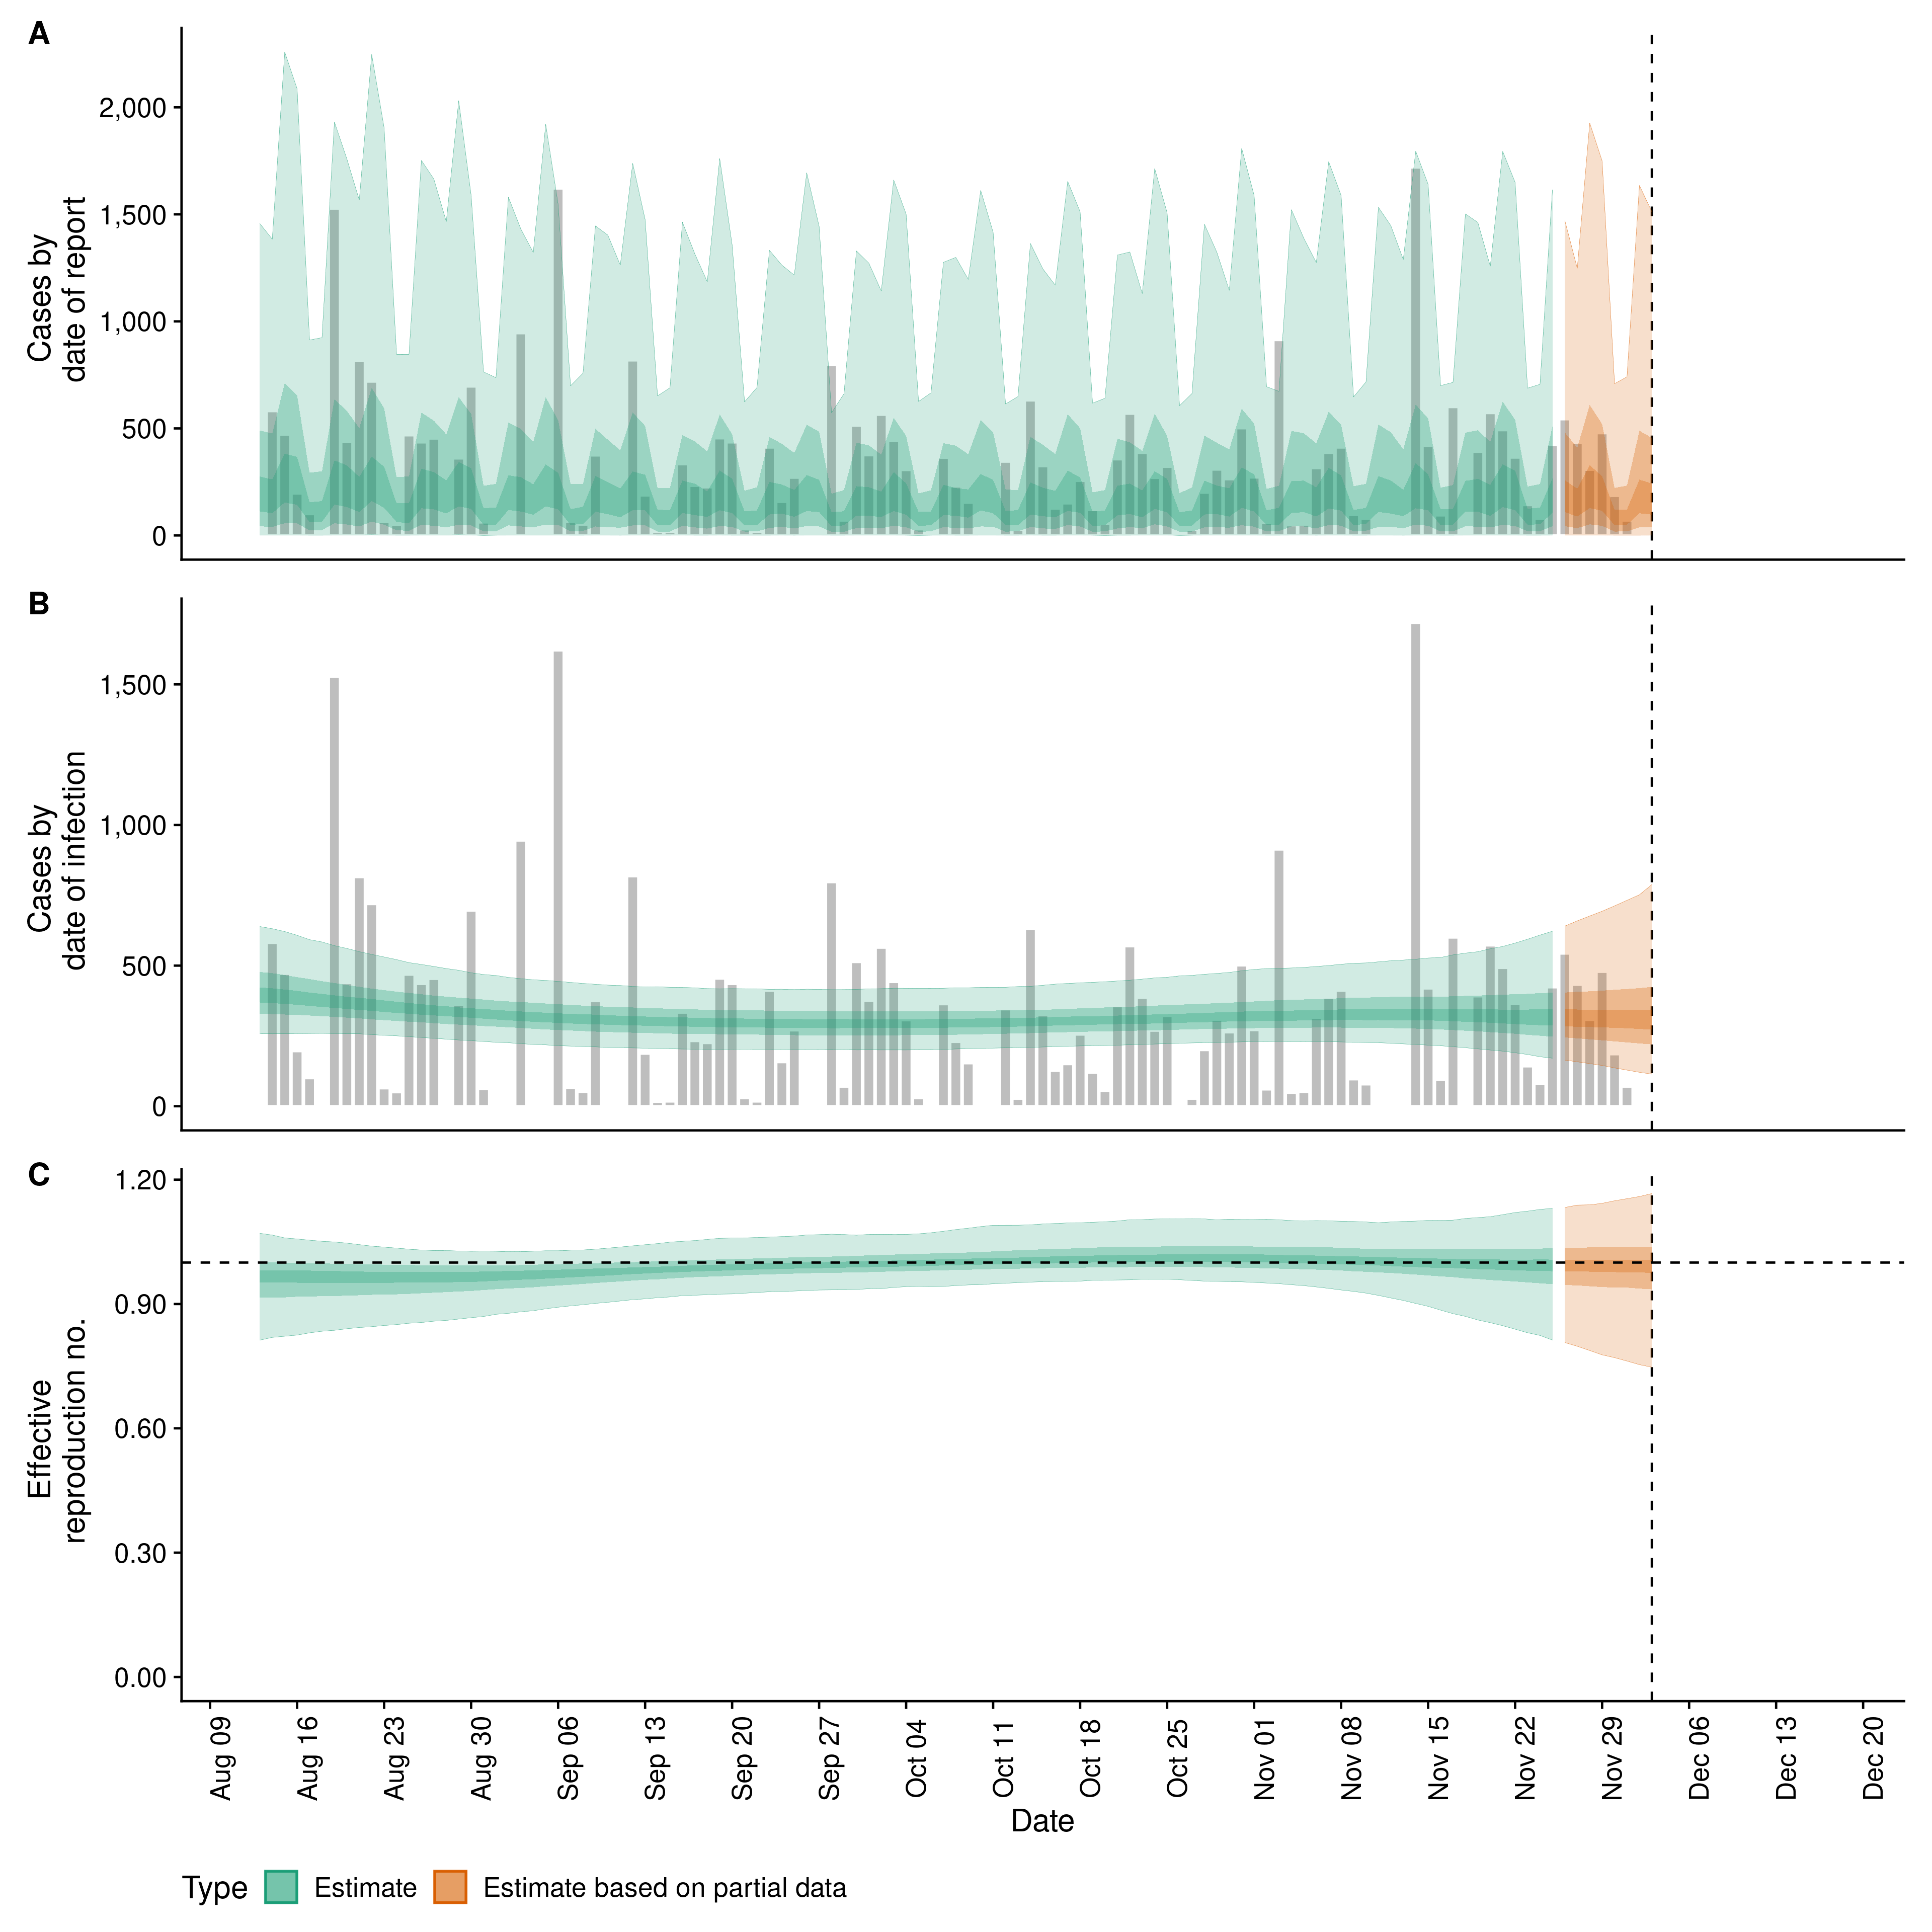 A
Cases by
date of report
2,000
1,500
1,000
500
0
B
Cases by
date of infection
1,500
1,000
500
0
C
Effective
reproduction no.
1.20
0.90
0.60
0.30
0.00
Aug 09
Aug 16
Aug 23
Aug 30
Sep 06
Sep 13
Sep 20
Sep 27
Oct 04
Oct 11
Oct 18
Oct 25
Nov 01
Nov 08
Nov 15
Nov 22
Nov 29
Dec 06
Dec 13
Dec 20
Date
Type Estimate Estimate based on partial data